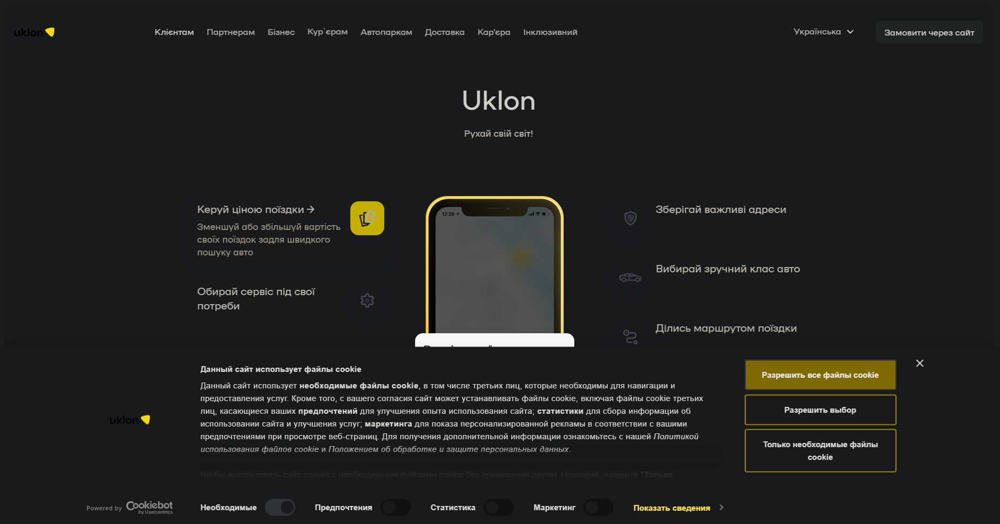 uklon
Клієнтам Партнерам Бізнес Кур`єрам Автопаркам Доставка Кар'єра Інклюзивний
Українська
Замовити через сайт
Uklon
Рухай свій світ!
Керуй ціною поїздки →
Зменшуй або збільшуй вартість
своїх поїздок задля швидкого
пошуку авто
Обирай сервіс під свої
потреби
12:20
Зберігай важливі адреси
Вибирай зручний клас авто
Ділись маршрутом поїздки
uklon
Данный сайт использует файлы cookie
Данный сайт использует необходимые файлы cookie, в том числе третьих лиц, которые необходимы для навигации и
предоставления услуг. Кроме того, с вашего согласия сайт может устанавливать файлы cookie, включая файлы cookie третьих
лиц, касающиеся ваших предпочтений для улучшения опыта использования сайта; статистики для сбора информации об
использовании сайта и улучшения услуг; маркетинга для показа персонализированной рекламы в соответствии с вашими
предпочтениями при просмотре веб-страниц. Для получения дополнительной информации ознакомьтесь с нашей Политикой
использования файлов cookie и Положением об обработке и защите персональных данных.
Чтобы использовать сайт только с необходимыми файлами cookie без применения других категорий, нажмите "Только
Разрешить все файлы cookie
Разрешить выбор
Только необходимые файлы
cookie
Powered by Cookiebot
by Usercentrics
Необходимые
Предпочтения
Статистика
Маркетинг
Показать сведения